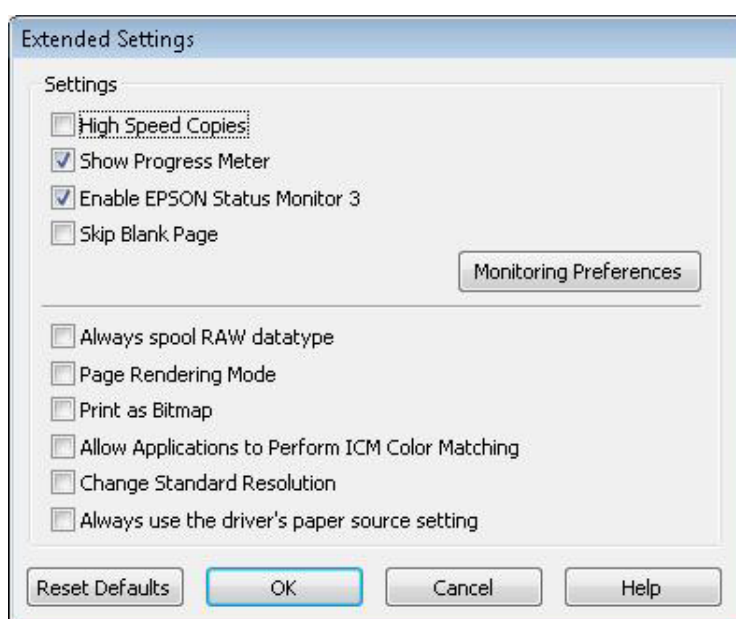 Extended Settings
Settings
High Speed Copies
Show Progress Meter
Enable EPSON Status Monitor 3
Skip Blank Page
Monitoring Preferences
Always spool RAW datatype
Page Rendering Mode
Print as Bitmap
Allow Applications to Perform ICM Color Matching
Change Standard Resolution
Always use the driver's paper source setting
Reset Defaults OK Cancel Help